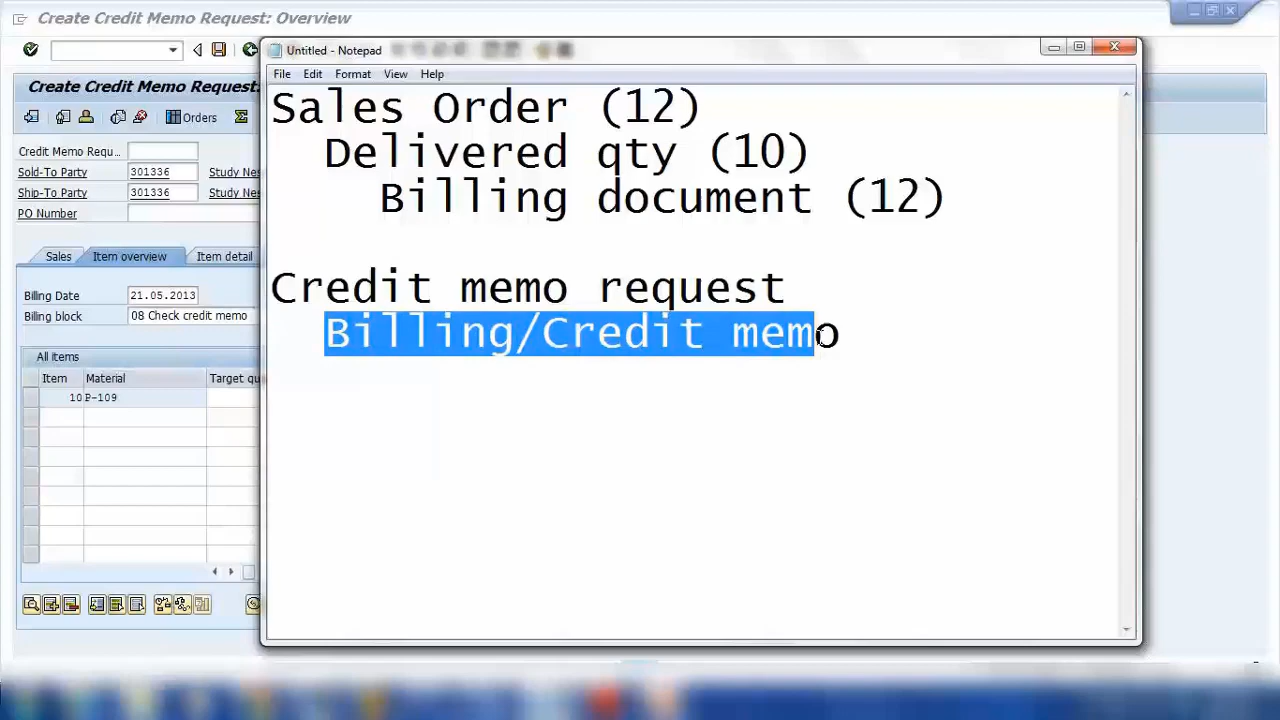 Create Credit Memo Request: Overview
Untitled - Notepad
File Edit Format View Help
Create Credit Memo Request:
Orders
Credit Memo Requ...
Sold-To Party 301336 Study Nes
Ship-To Party 301336 Study Nes
PO Number
Sales Item overview Item detail
Billing Date 21.05.2013
Billing block 08 Check credit memo
All items
Item Material Target qu
10 P-109
Sales Order (12)
Delivered qty (10)
Billing document (12)
Credit memo request
Billing/Credit memo